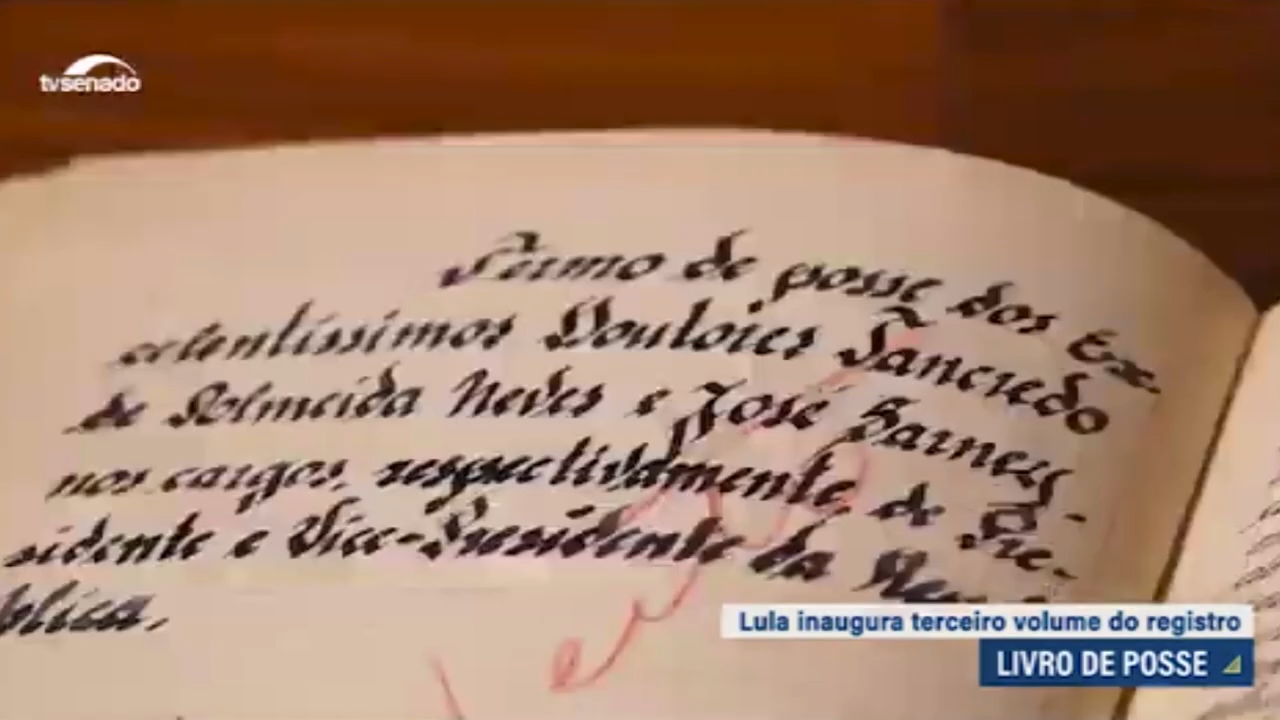 tvsenado
Termo de posse dos Ex-
celentíssimos Doutores Tancredo
de Almeida Neves e José Sarney,
nos cargos, respectivamente de Pre-
sidente e Vice-Presidente da
blica.
Lula inaugura terceiro volume do registro
LIVRO DE POSSE